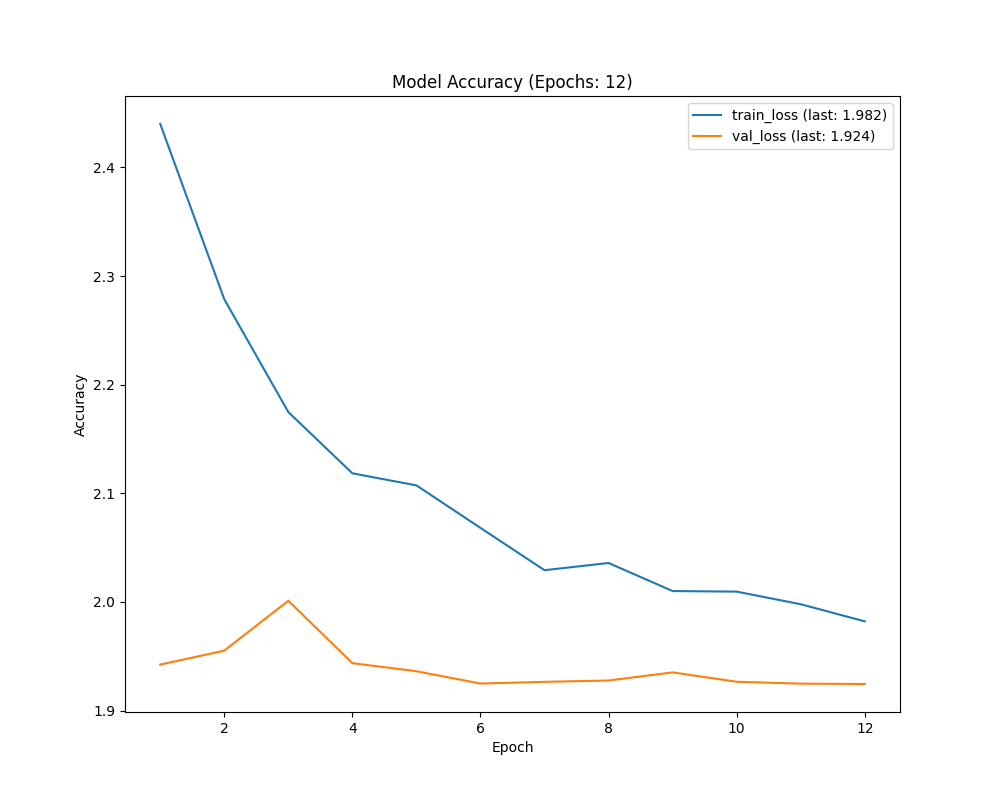 Model Accuracy (Epochs: 12)
train_loss (last: 1.982)
val_loss (last: 1.924)
2.4
2.3
2.2
2.1
2.0
1.9
Accuracy
2 4 6 8 10 12
Epoch